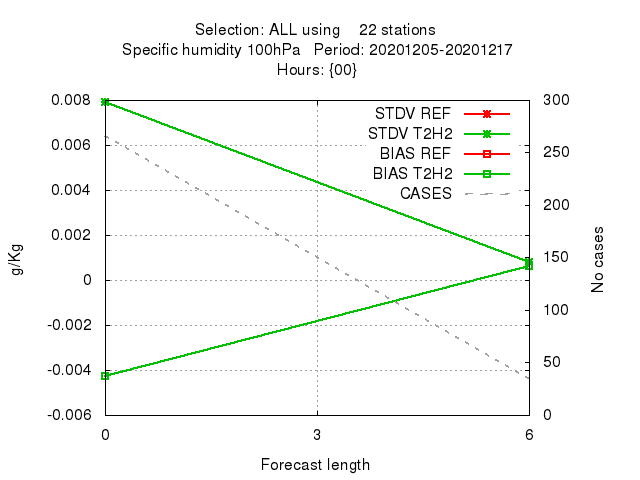 Selection: ALL using    22 stations
Specific humidity 100hPa   Period: 20201205-20201217
Hours: {00}
0.008
0.006
0.004
0.002
0
-0.002
-0.004
-0.006
g/Kg
STDV REF
STDV T2H2
BIAS REF
BIAS T2H2
CASES
300
250
200
150
100
50
0
No cases
0
3
6
Forecast length